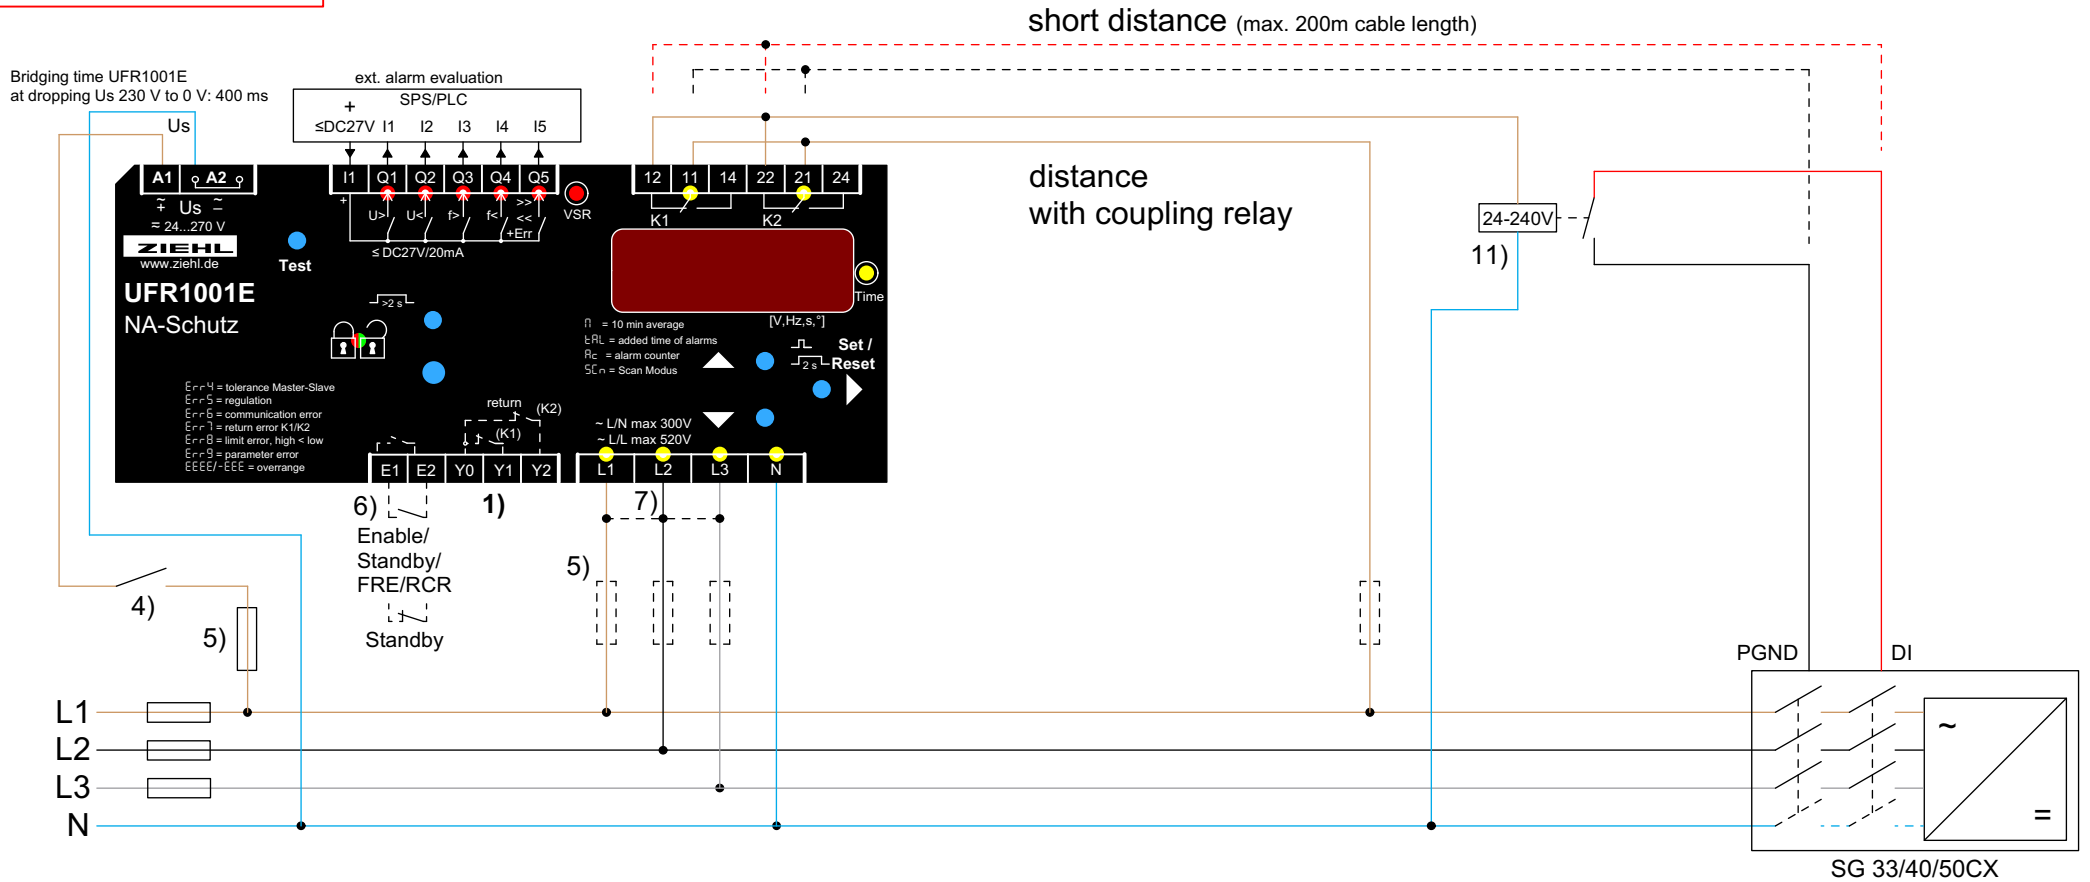 short distance (max. 200m cable length)
Bridging time UFR1001E
at dropping Us 230 V to 0 V: 400 ms
Us
ext. alarm evaluation
SPS/PLC
+
≤DC27V I1 I2 I3 I4 I5
A1 A2
I1 Q1 Q2 Q3 Q4 Q5
12 11 14 22 21 24
distance
with coupling relay
Us
≂ 24...270 V
ZIEHL
www.ziehl.de
+
U> U< f> f< >>
<<
+Err
≤ DC27V/20mA
VSR
K1 K2
Test
UFR1001E
NA-Schutz
>2 s
Time
[V,Hz,s,°]
= 10 min average
tAL = added time of alarms
Ac = alarm counter
SCn = Scan Modus
2 s
Set /
Reset
24-240V
11)
Err4 = tolerance Master-Slave
Err5 = regulation
Err6 = communication error
Err7 = return error K1/K2
Err8 = limit error, high < low
Err9 = parameter error
EEEE/-EEE = overrange
return (K2)
(K1)
~ L/N max 300V
~ L/L max 520V
E1 E2 Y0 Y1 Y2
L1 L2 L3 N
6)
1)
7)
Enable/
Standby/
FRE/RCR
Standby
5)
4)
5)
PGND DI
L1
L2
L3
N
~
=
SG 33/40/50CX